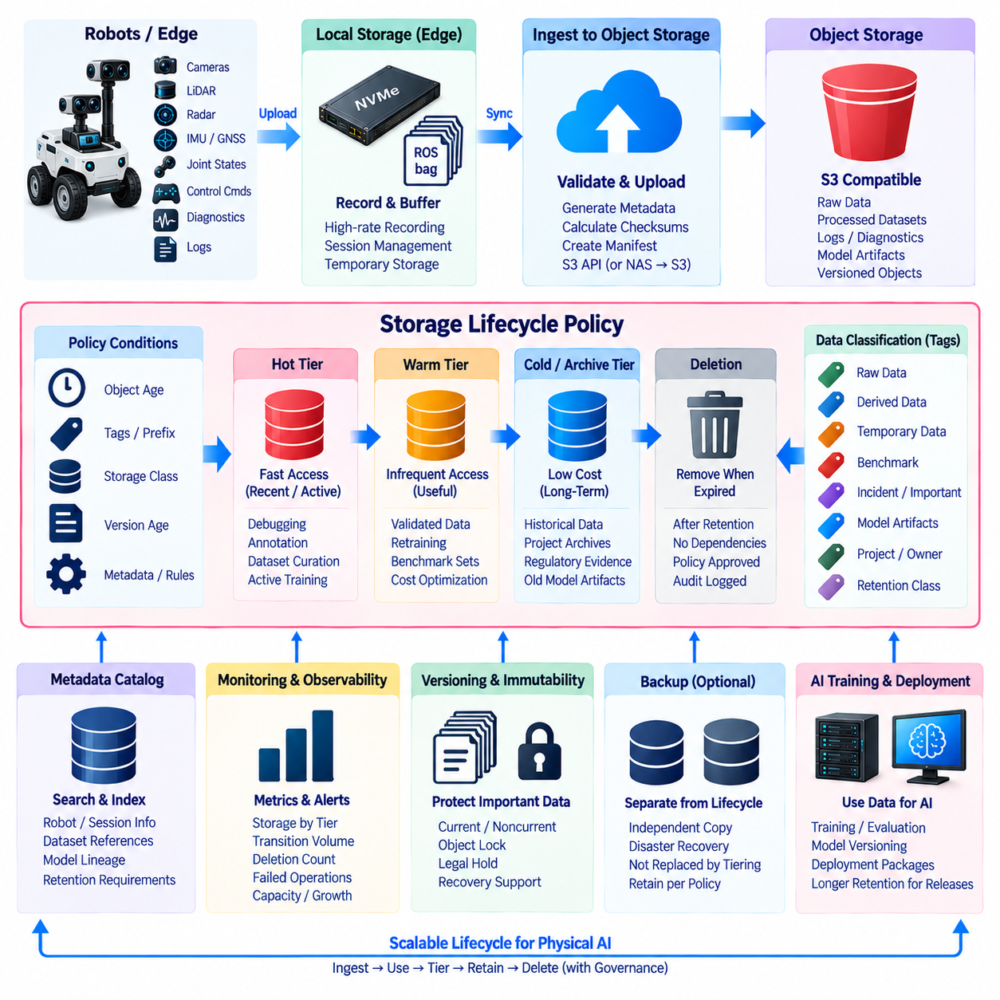 Robots / Edge
Cameras
LiDAR
Radar
IMU / GNSS
Joint States
Control Cmds
Diagnostics
Logs
Upload
Local Storage (Edge)
NVMe
ROS
bag
Record & Buffer
High-rate Recording
Session Management
Temporary Storage
Sync
Ingest to Object Storage
Validate & Upload
Generate Metadata
Calculate Checksums
Create Manifest
S3 API (or NAS → S3)
Object Storage
S3 Compatible
Raw Data
Processed Datasets
Logs / Diagnostics
Model Artifacts
Versioned Objects
Storage Lifecycle Policy
Policy Conditions
Object Age
Tags / Prefix
Storage Class
Version Age
Metadata / Rules
Hot Tier
Fast Access
(Recent / Active)
Debugging
Annotation
Dataset Curation
Active Training
Warm Tier
Infrequent Access
(Useful)
Validated Data
Retraining
Benchmark Sets
Cost Optimization
Cold / Archive Tier
Low Cost
(Long-Term)
Historical Data
Project Archives
Regulatory Evidence
Old Model Artifacts
Deletion
Remove When
Expired
After Retention
No Dependencies
Policy Approved
Audit Logged
Data Classification (Tags)
Raw Data
Derived Data
Temporary Data
Benchmark
Incident / Important
Model Artifacts
Project / Owner
Retention Class
Metadata Catalog
Search & Index
Robot / Session Info
Dataset References
Model Lineage
Retention Requirements
Monitoring & Observability
Metrics & Alerts
Storage by Tier
Transition Volume
Deletion Count
Failed Operations
Capacity / Growth
Versioning & Immutability
Protect Important Data
Current / Noncurrent
Object Lock
Legal Hold
Recovery Support
Backup (Optional)
Separate from Lifecycle
Independent Copy
Disaster Recovery
Not Replaced by Tiering
Retain per Policy
AI Training & Deployment
Use Data for AI
Training / Evaluation
Model Versioning
Deployment Packages
Longer Retention for Releases
Scalable Lifecycle for Physical AI
Ingest → Use → Tier → Retain → Delete (with Governance)